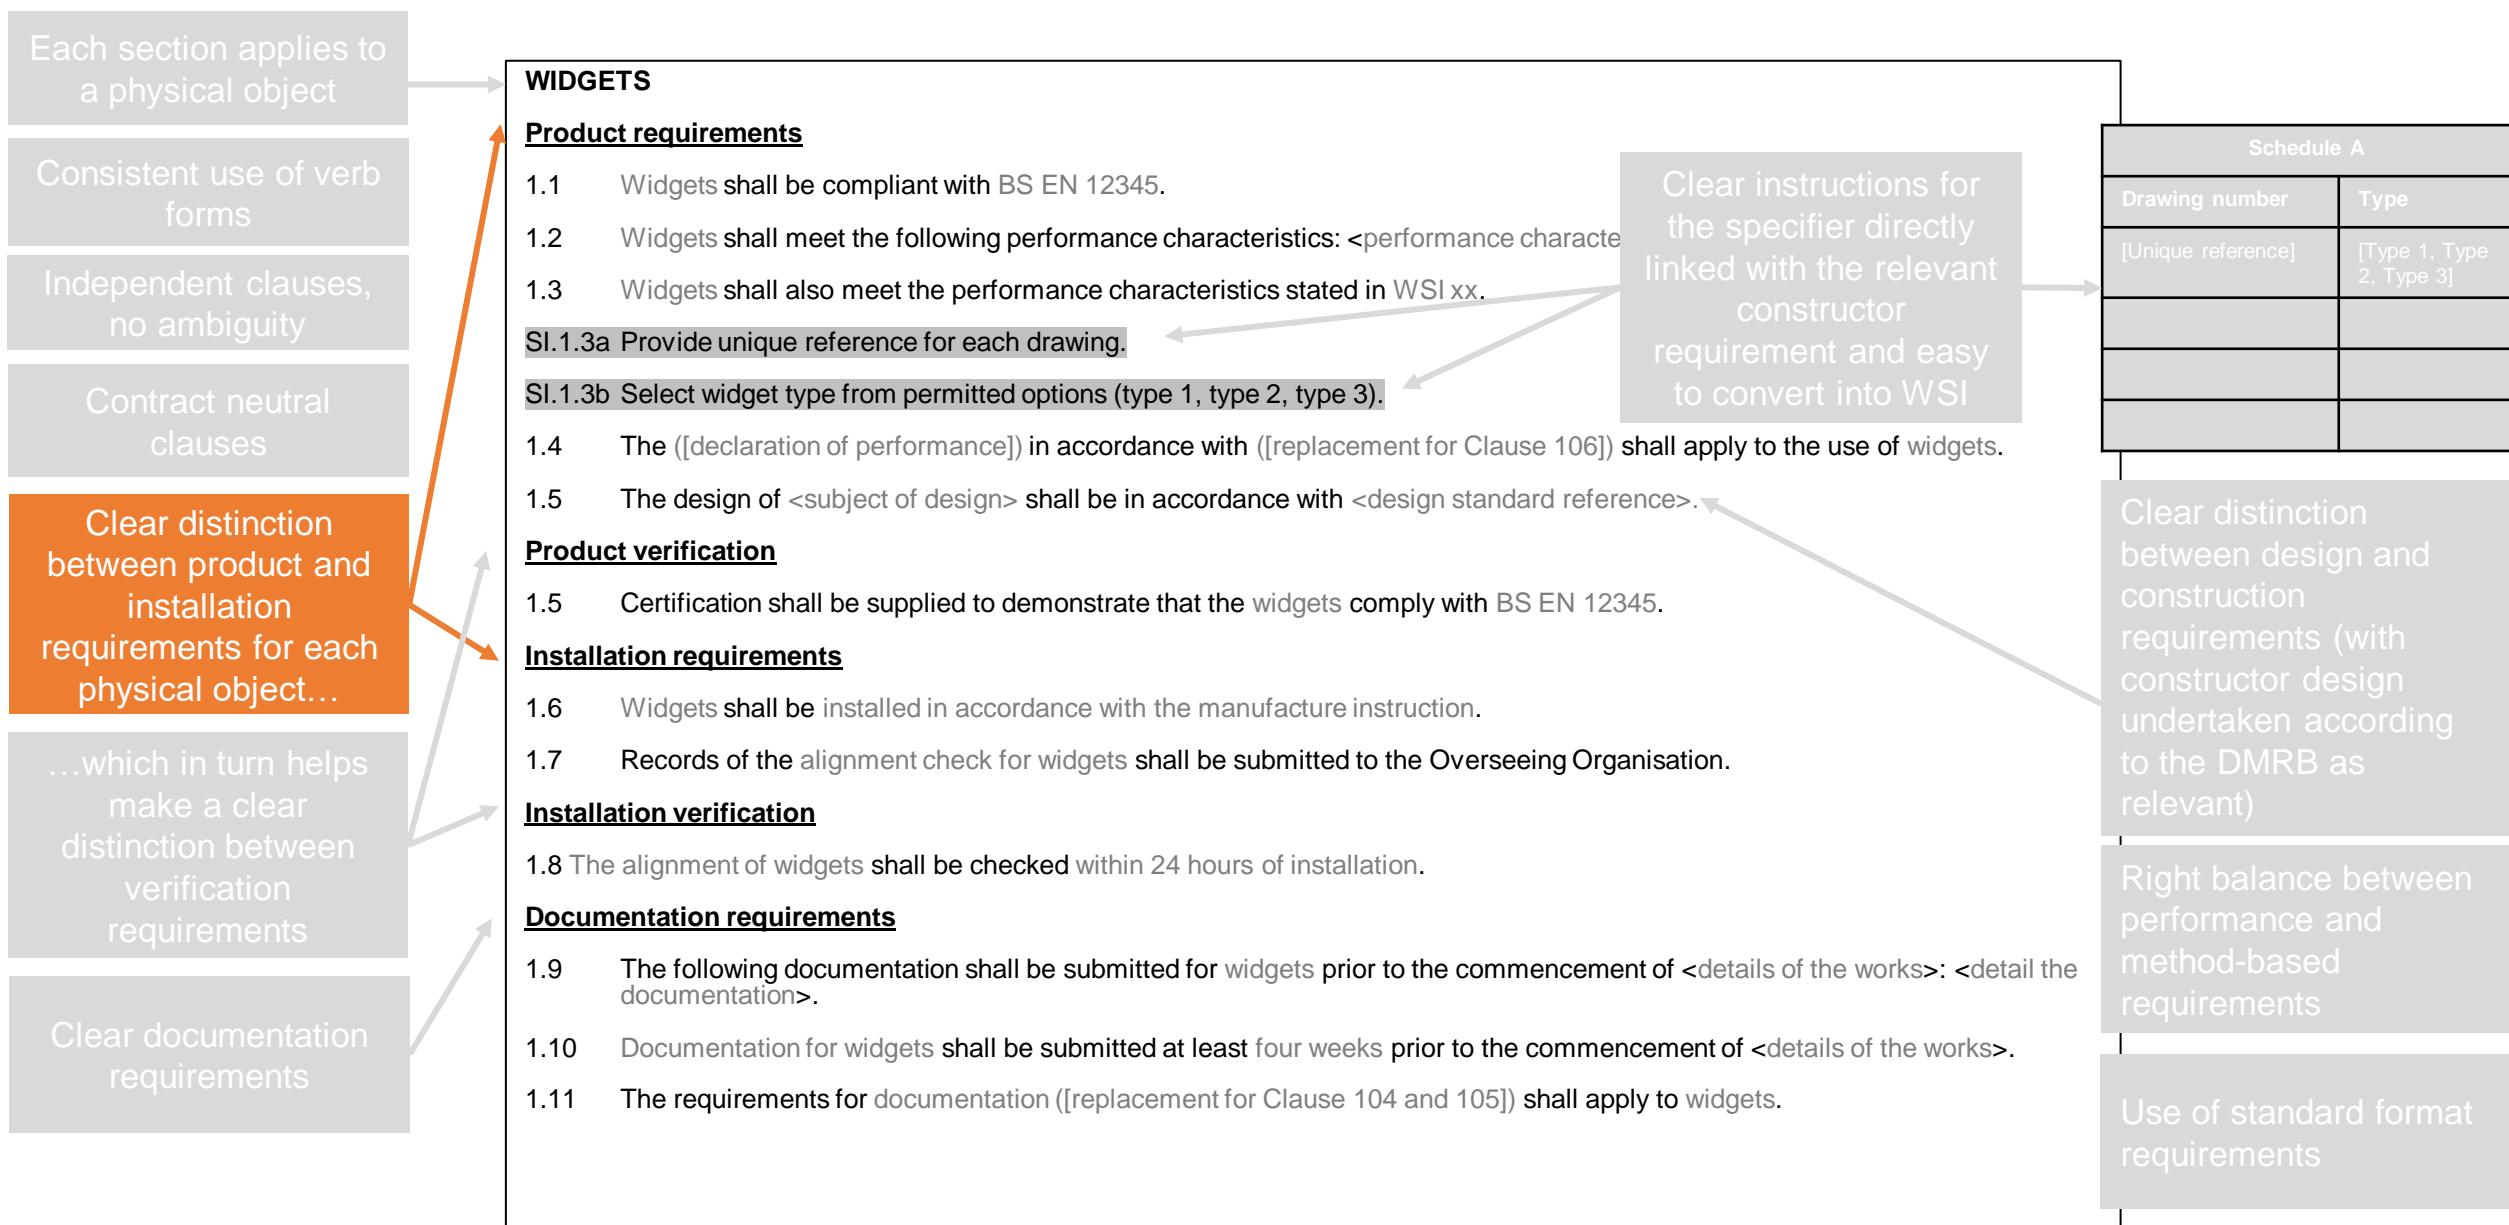 Each section applies to
a physical object
Consistent use of verb
forms
Independent clauses,
no ambiguity
Contract neutral
clauses
Clear distinction
between product and
installation
requirements for each
physical object…
…which in turn helps
make a clear
distinction between
verification
requirements
Clear documentation
requirements
WIDGETS
Product requirements
1.1 Widgets shall be compliant with BS EN 12345.
1.2 Widgets shall meet the following performance characteristics: <performance
1.3 Widgets shall also meet the performance characteristics stated in WSI xx.
SI.1.3a Provide unique reference for each drawing.
SI.1.3b Select widget type from permitted options (type 1, type 2, type 3).
1.4 The ([declaration of performance]) in accordance with ([replacement for Clause 106]) shall apply to the use of widgets.
1.5 The design of <subject of design> shall be in accordance with <design standard reference>.
Product verification
1.5 Certification shall be supplied to demonstrate that the widgets comply with BS EN 12345.
Installation requirements
1.6 Widgets shall be installed in accordance with the manufacture instruction.
1.7 Records of the alignment check for widgets shall be submitted to the Overseeing Organisation.
Installation verification
1.8 The alignment of widgets shall be checked within 24 hours of installation.
Documentation requirements
1.9 The following documentation shall be submitted for widgets prior to the commencement of <details of the works>: <detail the
documentation>.
1.10 Documentation for widgets shall be submitted at least four weeks prior to the commencement of <details of the works>.
1.11 The requirements for documentation ([replacement for Clause 104 and 105]) shall apply to widgets.
Clear instructions for
the specifier directly
linked with the relevant
constructor
requirement and easy
to convert into WSI
Schedule A
Drawing number Type
[Unique reference] [Type 1, Type
2, Type 3]
Clear distinction
between design and
construction
requirements (with
constructor design
undertaken according
to the DMRB as
relevant)
Right balance between
performance and
method-based
requirements
Use of standard format
requirements